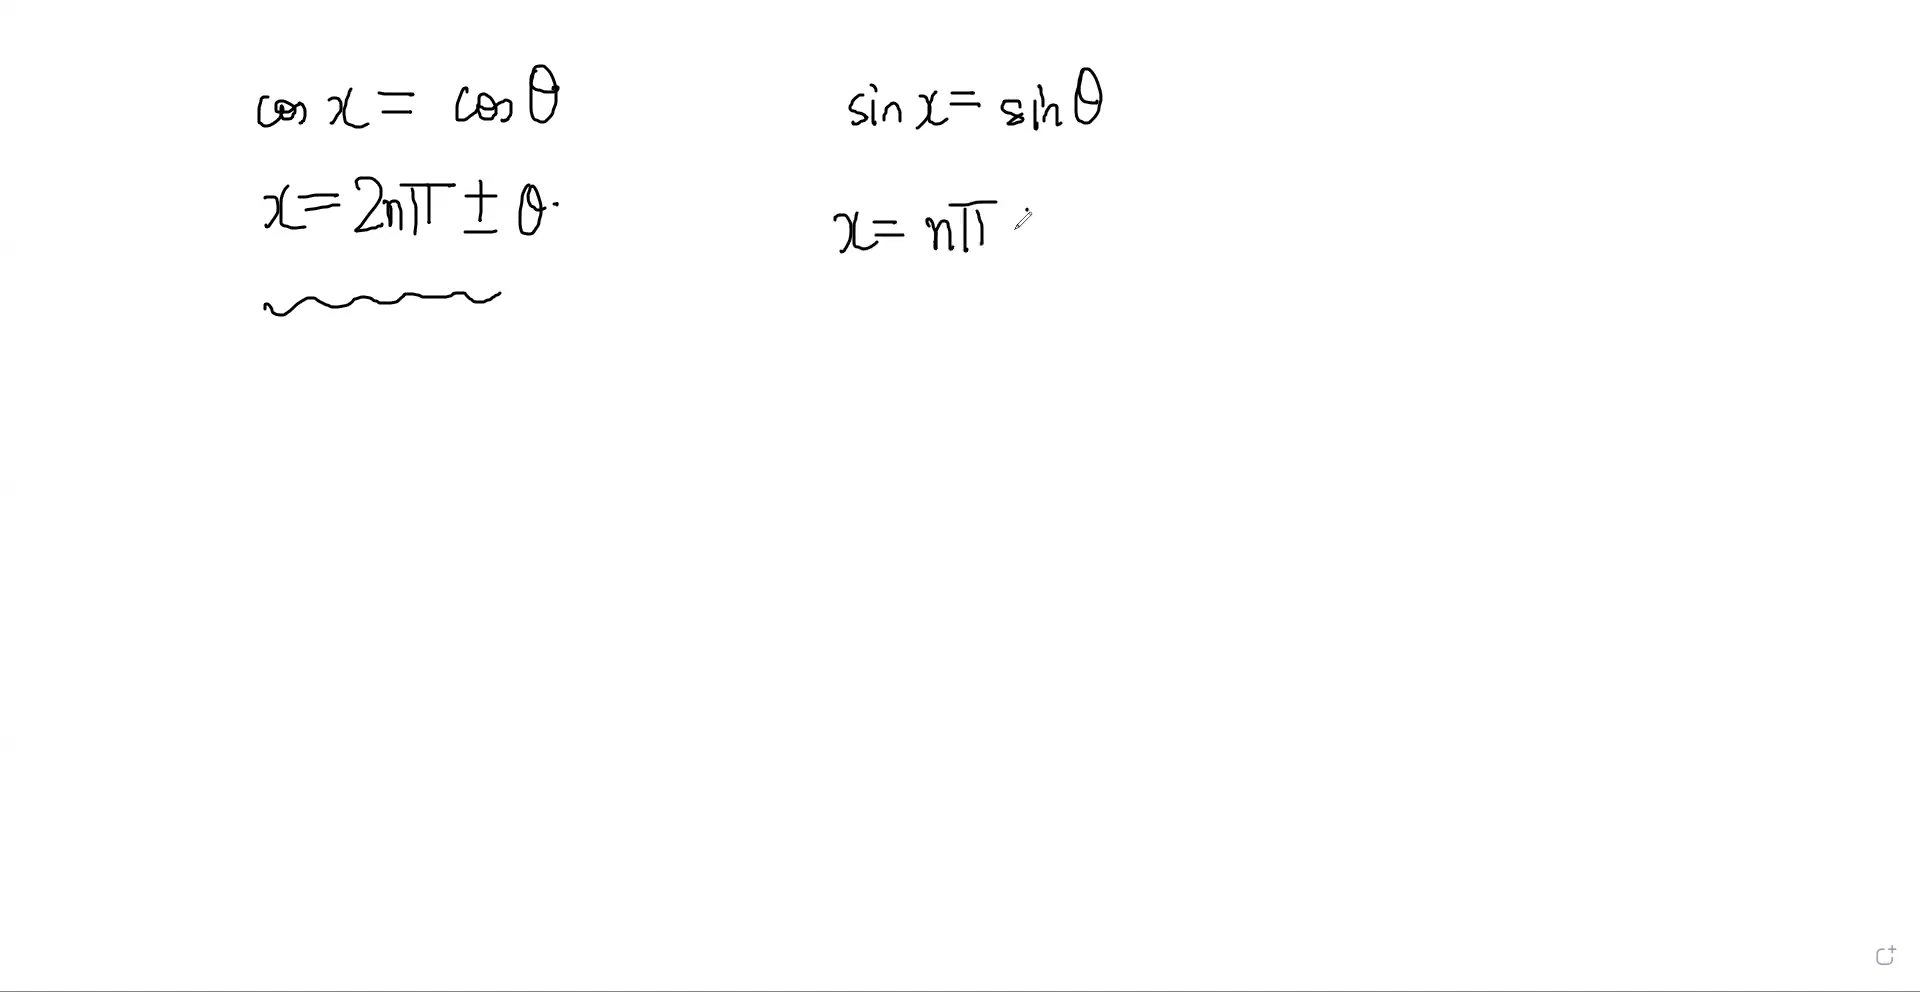 cos x = cos θ
x = 2nπ ± θ.
sin x = sin θ
x = nπ